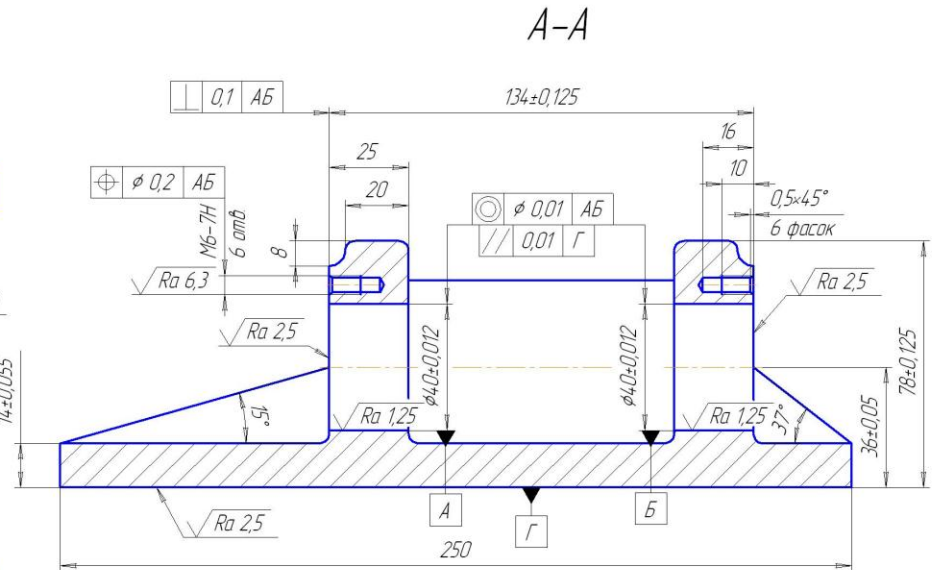 А–А
⊥ 0,1 АБ
134±0,125
16
25
10
⌖ ϕ 0,2 АБ
20
◎ ϕ 0,01 АБ
// 0,01 Г
0,5×45°
6 фасок
М6-7Н
6 отв
8
√Ra 6,3
√Ra 2,5
√Ra 2,5
ϕ40±0,012
ϕ40±0,012
78±0,125
14±0,055
15°
√Ra 1,25
√Ra 1,25
37°
36±0,05
А
Б
Г
√Ra 2,5
250